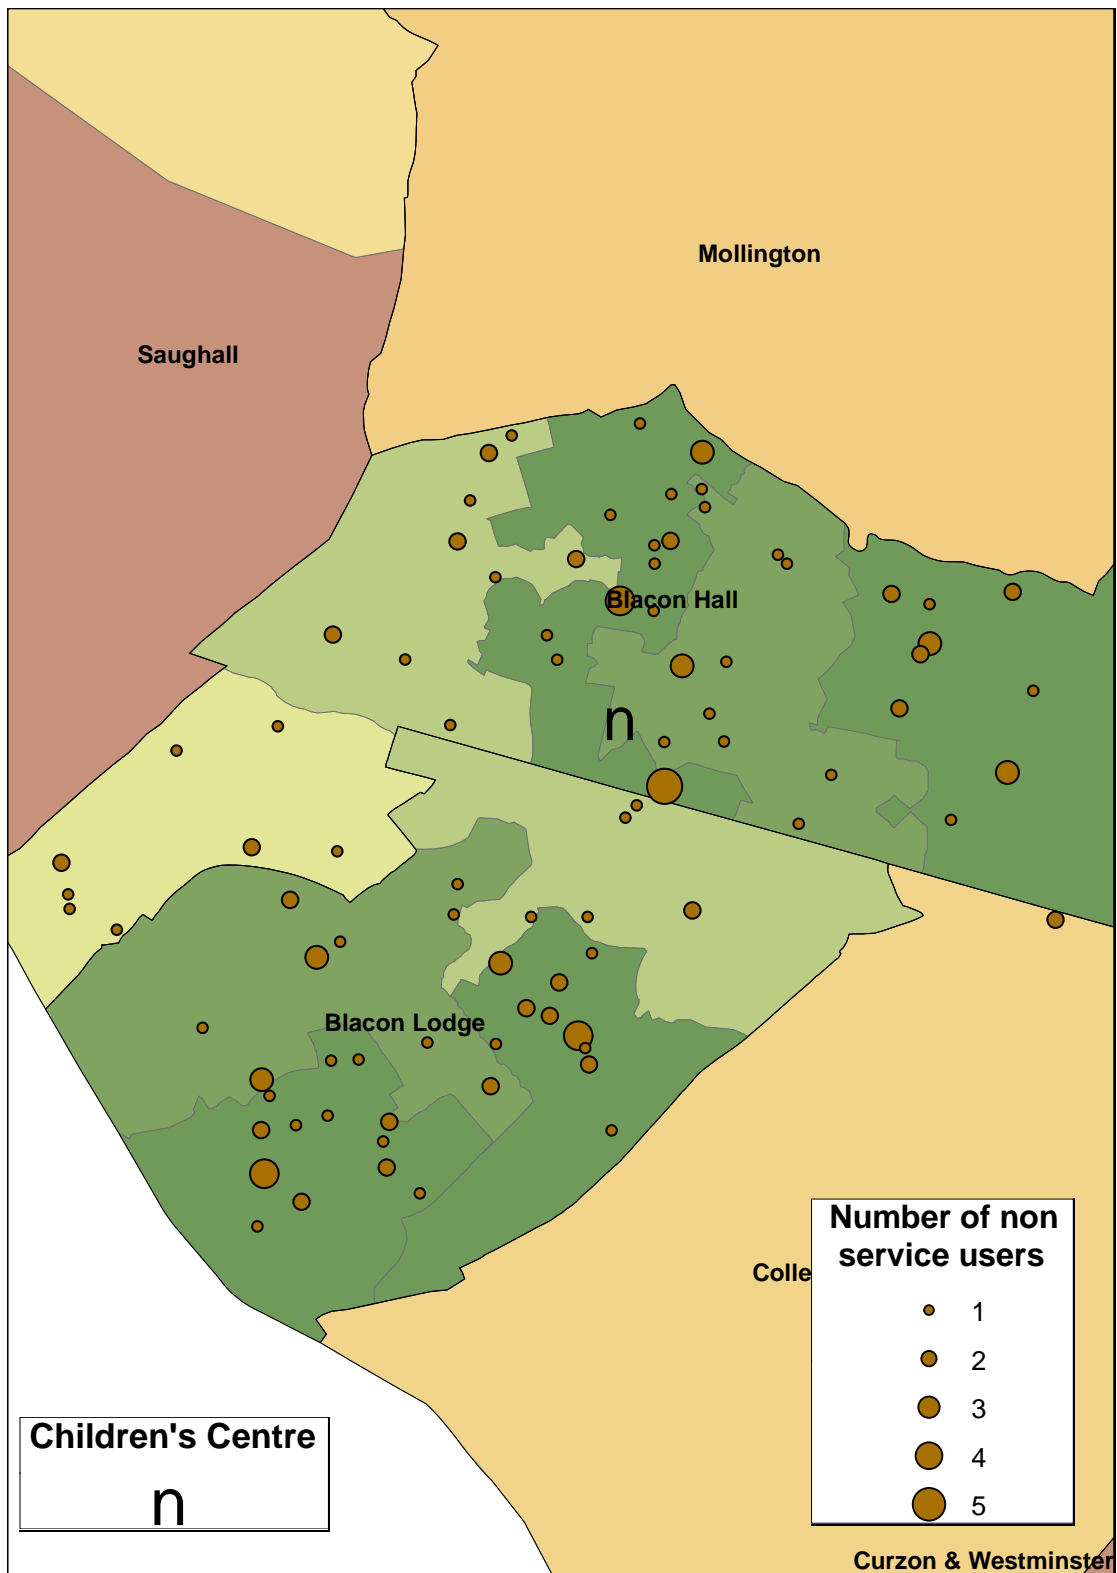 Mollington
Saughall
Blacon Hall
n
Blacon Lodge
Colle
Number of non
service users
1
2
3
4
5
Children's Centre
n
Curzon & Westminster